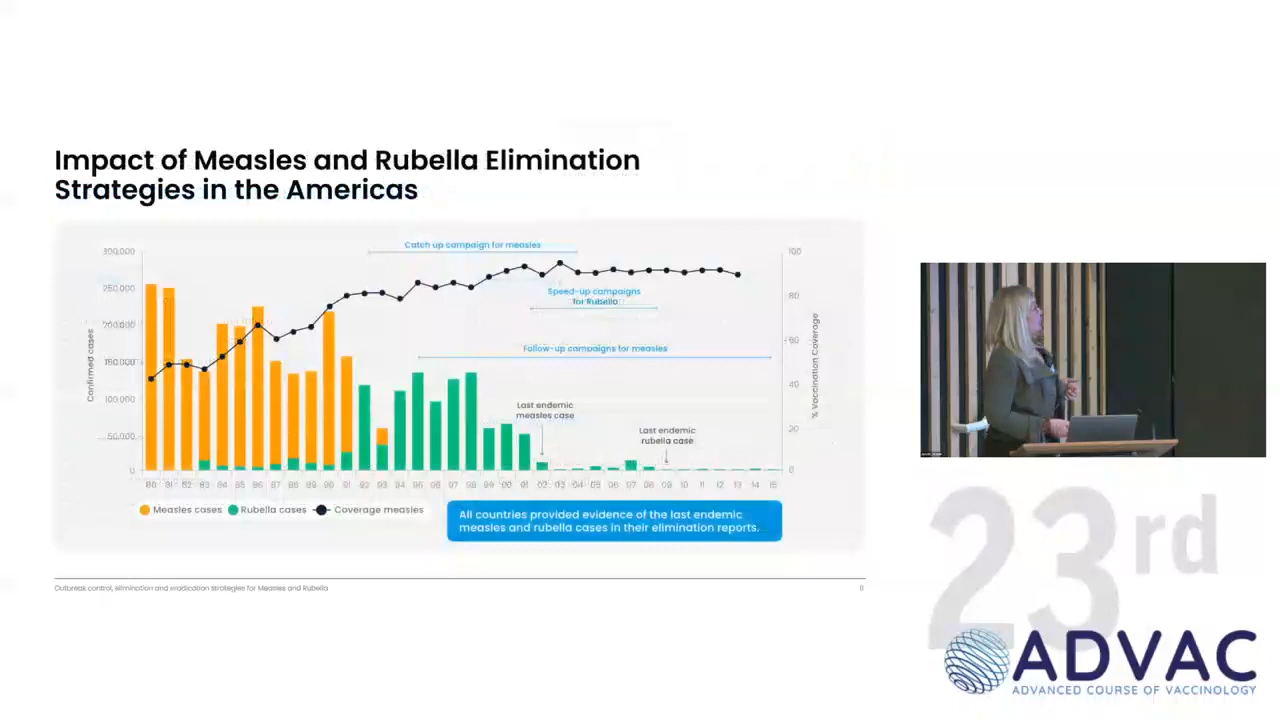 Impact of Measles and Rubella Elimination
Strategies in the Americas
Catch up campaign for measles
Speed-up campaigns
for Rubella
Follow-up campaigns for measles
Last endemic
measles case
Last endemic
rubella case
Confirmed cases
300,000
250,000
200,000
150,000
100,000
50,000
0
100
80
60
40
20
0
% Vaccination Coverage
80 81 82 83 84 85 86 87 88 89 90 91 92 93 94 95 96 97 98 99 00 01 02 03 04 05 06 07 08 09 10 11 12 13 14 15
Measles cases Rubella cases Coverage measles
All countries provided evidence of the last endemic
measles and rubella cases in their elimination reports.
Outbreak control, elimination and eradication strategies for Measles and Rubella
23rd
ADVAC
ADVANCED COURSE OF VACCINOLOGY